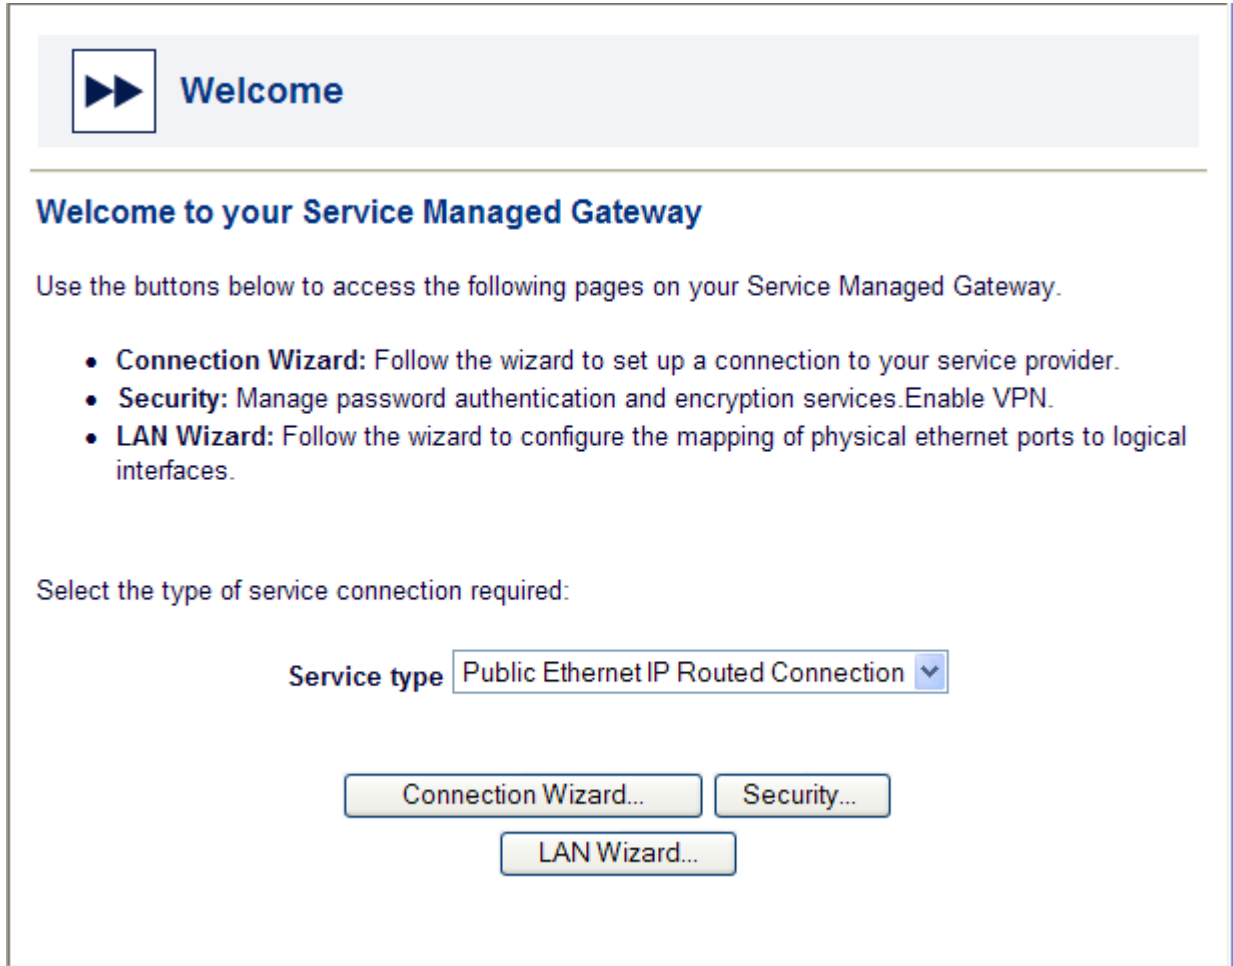 Welcome
Welcome to your Service Managed Gateway
Use the buttons below to access the following pages on your Service Managed Gateway.
• Connection Wizard: Follow the wizard to set up a connection to your service provider.
• Security: Manage password authentication and encryption services.Enable VPN.
• LAN Wizard: Follow the wizard to configure the mapping of physical ethernet ports to logical
interfaces.
Select the type of service connection required:
Service type Public Ethernet IP Routed Connection
Connection Wizard... Security...
LAN Wizard...